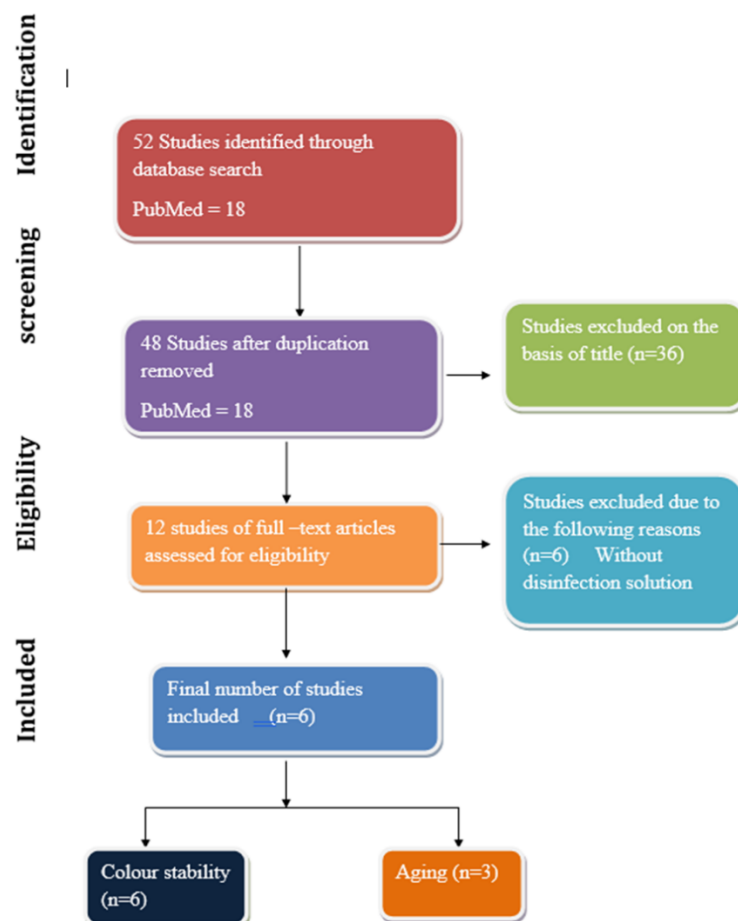 Identification
52 Studies identified through
database search
PubMed = 18
screening
48 Studies after duplication
removed
PubMed = 18
Studies excluded on the
basis of title (n=36)
Eligibility
12 studies of full –text articles
assessed for eligibility
Studies excluded due to
the following reasons
(n=6) Without
disinfection solution
Included
Final number of studies
included (n=6)
Colour stability
(n=6)
Aging (n=3)